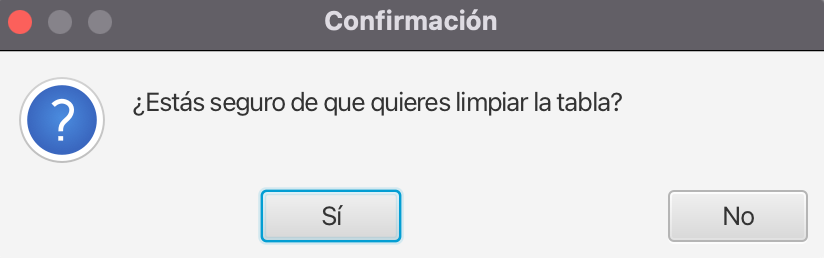 Confirmación
¿Estás seguro de que quieres limpiar la tabla?
Sí
No